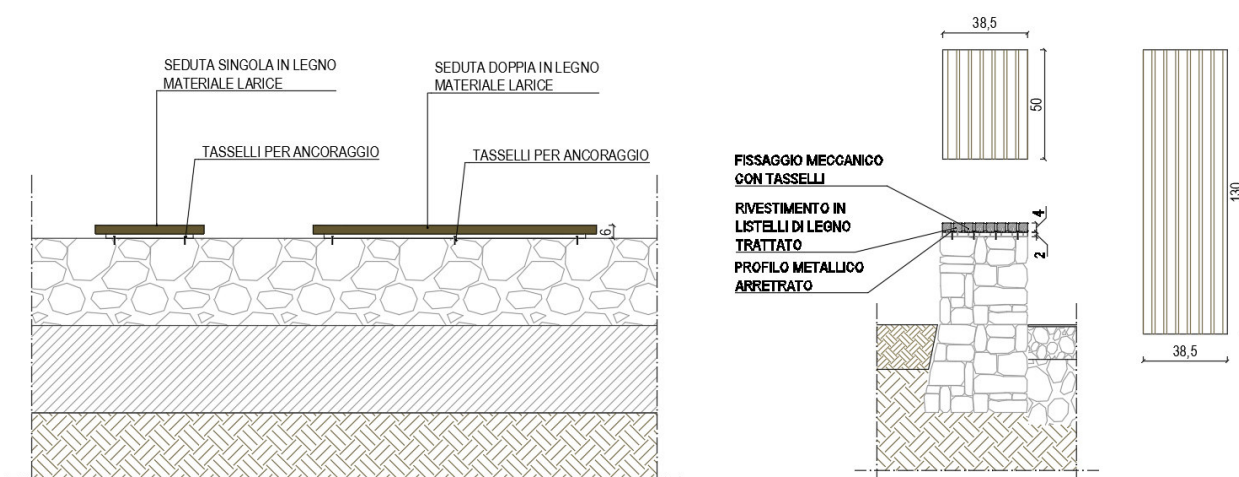 SEDUTA SINGOLA IN LEGNO
MATERIALE LARICE
SEDUTA DOPPIA IN LEGNO
MATERIALE LARICE
TASSELLI PER ANCORAGGIO
TASSELLI PER ANCORAGGIO
6
38,5
50
FISSAGGIO MECCANICO
CON TASSELLI
RIVESTIMENTO IN
LISTELLI DI LEGNO
TRATTATO
PROFILO METALLICO
ARRETRATO
4
2
130
38,5